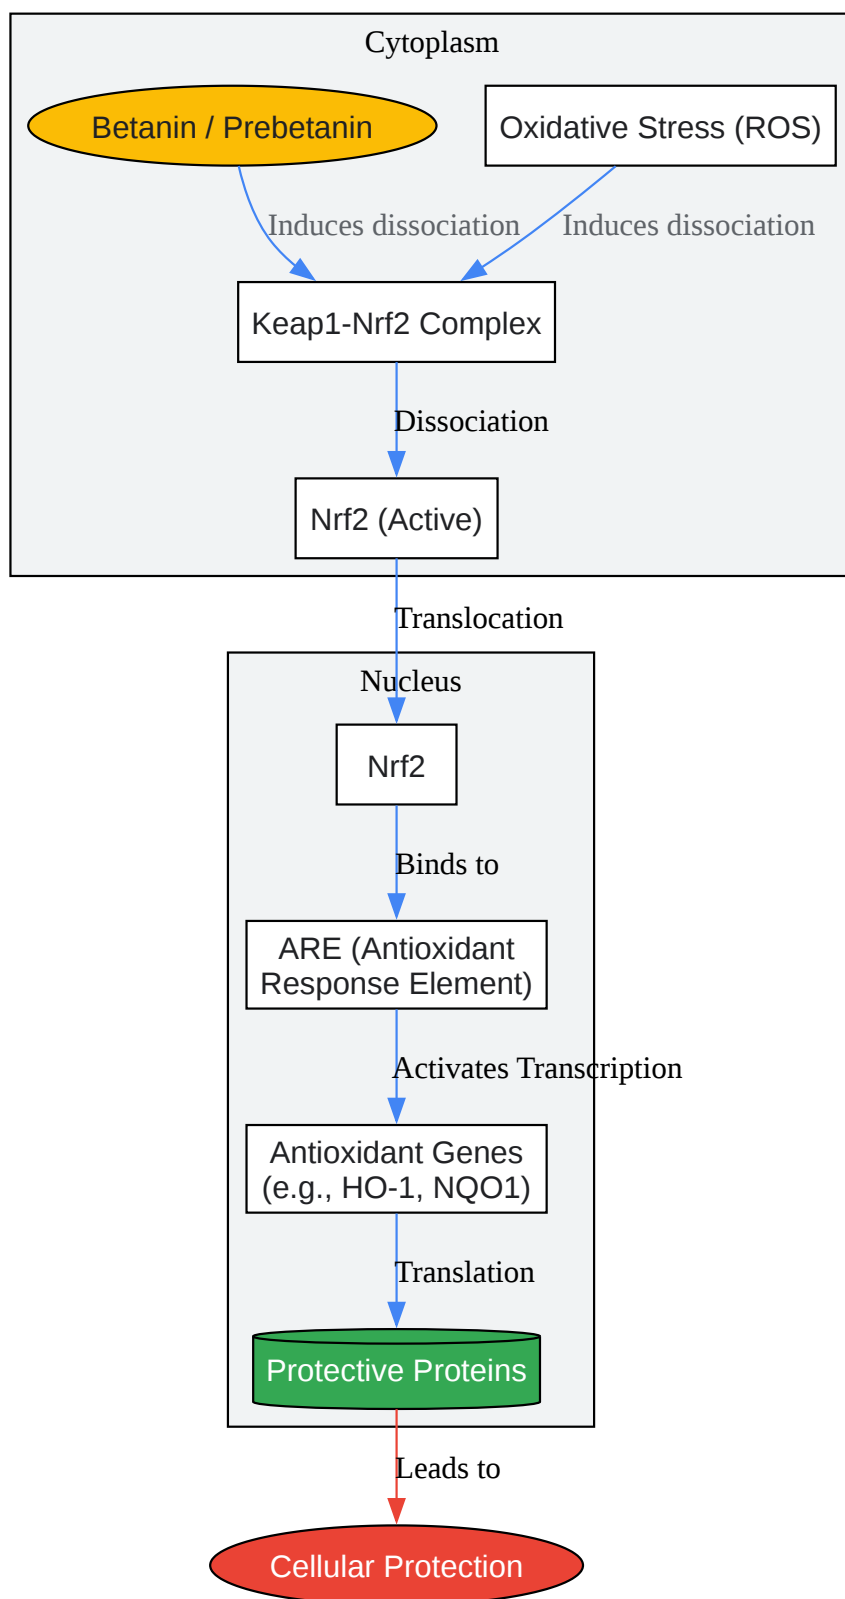 Cytoplasm
Betanin / Prebetanin
Oxidative Stress (ROS)
Induces dissociation
Induces dissociation
Keap1-Nrf2 Complex
Dissociation
Nrf2 (Active)
Translocation
Nucleus
Nrf2
Binds to
ARE (Antioxidant
Response Element)
Activates Transcription
Antioxidant Genes
(e.g., HO-1, NQO1)
Translation
Protective Proteins
Leads to
Cellular Protection